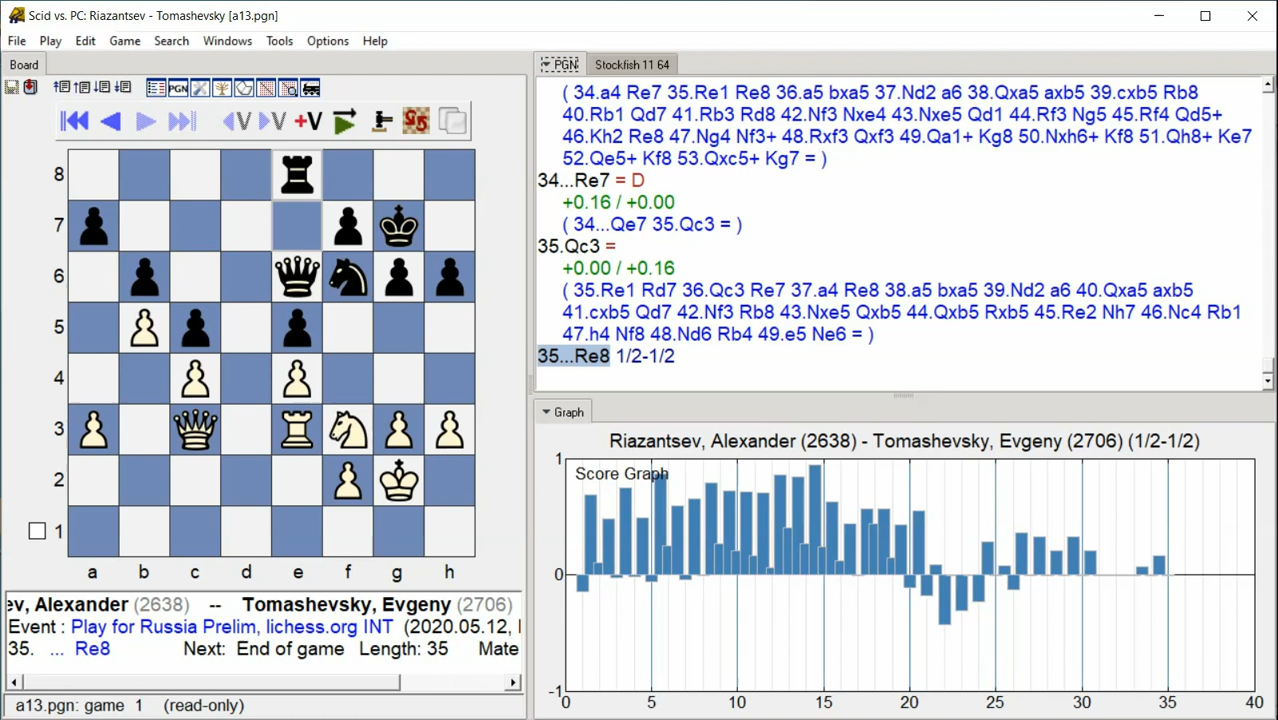 Scid vs. PC: Riazantsev - Tomashevsky [a13.pgn]
File Play Edit Game Search Windows Tools Options Help
Board
PGN
+V
8
7
6
5
4
3
2
1
a b c d e f g h
ev, Alexander (2638) -- Tomashevsky, Evgeny (2706)
Event : Play for Russia Prelim, lichess.org INT (2020.05.12,
35. ... Re8 Next: End of game Length: 35 Mate
a13.pgn: game 1 (read-only)
PGN Stockfish 11 64
( 34.a4 Re7 35.Re1 Re8 36.a5 bxa5 37.Nd2 a6 38.Qxa5 axb5 39.cxb5 Rb8
40.Rb1 Qd7 41.Rb3 Rd8 42.Nf3 Nxe4 43.Nxe5 Qd1 44.Rf3 Ng5 45.Rf4 Qd5+
46.Kh2 Re8 47.Ng4 Nf3+ 48.Rxf3 Qxf3 49.Qa1+ Kg8 50.Nxh6+ Kf8 51.Qh8+ Ke7
52.Qe5+ Kf8 53.Qxc5+ Kg7 = )
34...Re7 = D
+0.16 / +0.00
( 34...Qe7 35.Qc3 = )
35.Qc3 =
+0.00 / +0.16
( 35.Re1 Rd7 36.Qc3 Re7 37.a4 Re8 38.a5 bxa5 39.Nd2 a6 40.Qxa5 axb5
41.cxb5 Qd7 42.Nf3 Rb8 43.Nxe5 Qxb5 44.Qxb5 Rxb5 45.Re2 Nh7 46.Nc4 Rb1
47.h4 Nf8 48.Nd6 Rb4 49.e5 Ne6 = )
35...Re8 1/2-1/2
Graph
Riazantsev, Alexander (2638) - Tomashevsky, Evgeny (2706) (1/2-1/2)
Score Graph
1
0
-1
0 5 10 15 20 25 30 35 40